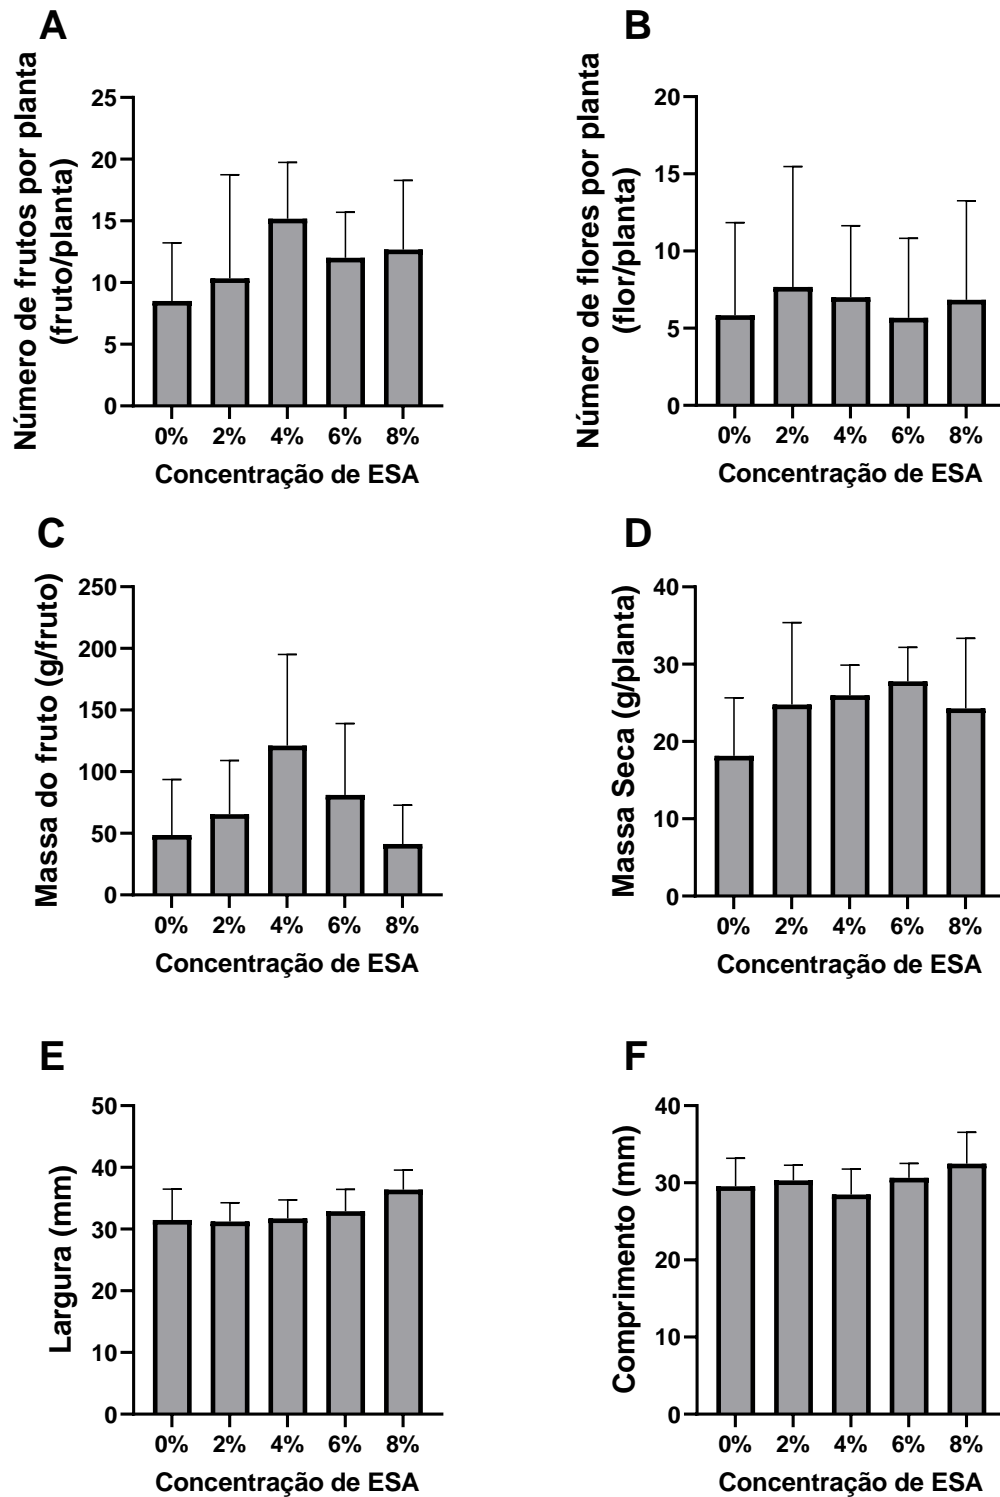 A
Número de frutos por planta
(fruto/planta)
25
20
15
10
5
0
0% 2% 4% 6% 8%
Concentração de ESA
B
Número de flores por planta
(flor/planta)
20
15
10
5
0
0% 2% 4% 6% 8%
Concentração de ESA
C
Massa do fruto (g/fruto)
250
200
150
100
50
0
0% 2% 4% 6% 8%
Concentração de ESA
D
Massa Seca (g/planta)
40
30
20
10
0
0% 2% 4% 6% 8%
Concentração de ESA
E
Largura (mm)
50
40
30
20
10
0
0% 2% 4% 6% 8%
Concentração de ESA
F
Comprimento (mm)
40
30
20
10
0
0% 2% 4% 6% 8%
Concentração de ESA